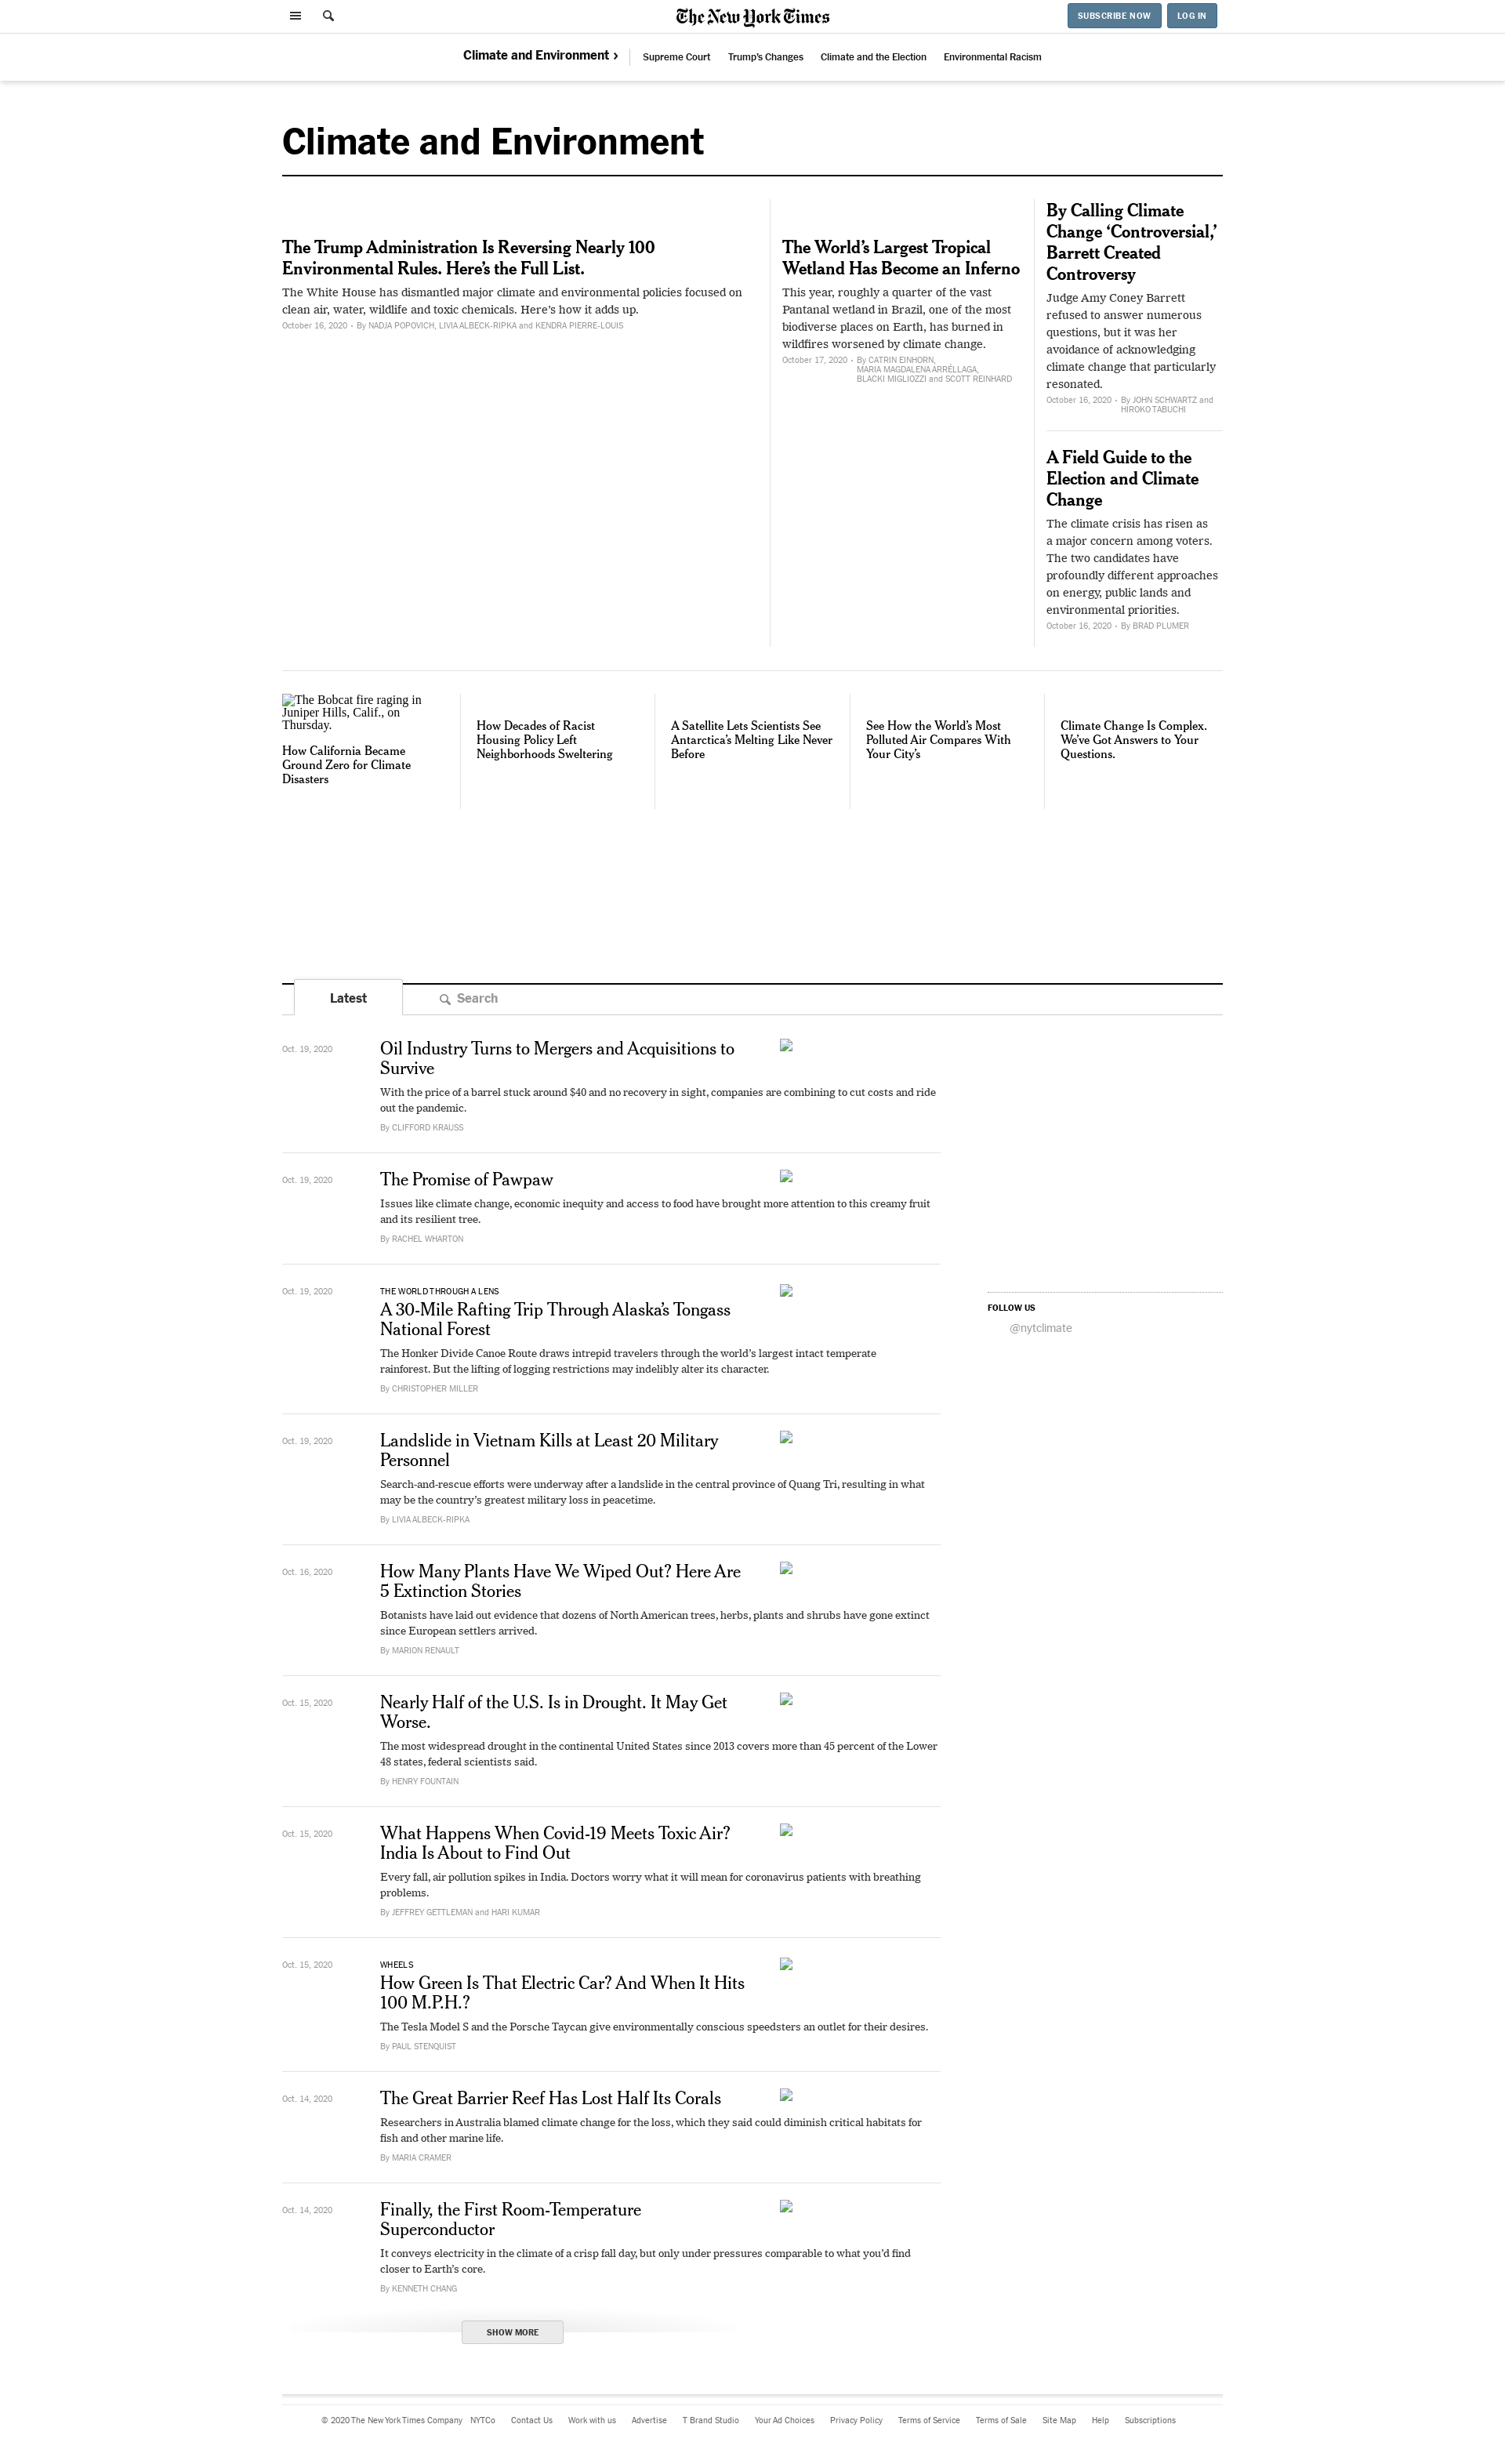 The New York Times
SUBSCRIBE NOW
LOG IN
Climate and Environment ›
Supreme Court
Trump's Changes
Climate and the Election
Environmental Racism
Climate and Environment
The Trump Administration Is Reversing Nearly 100
Environmental Rules. Here's the Full List.
The White House has dismantled major climate and environmental policies focused on
clean air, water, wildlife and toxic chemicals. Here's how it adds up.
October 16, 2020 · By NADJA POPOVICH, LIVIA ALBECK-RIPKA and KENDRA PIERRE-LOUIS
The World's Largest Tropical
Wetland Has Become an Inferno
This year, roughly a quarter of the vast
Pantanal wetland in Brazil, one of the most
biodiverse places on Earth, has burned in
wildfires worsened by climate change.
October 17, 2020 · By CATRIN EINHORN,
MARIA MAGDALENA ARRÉLLAGA,
BLACKI MIGLIOZZI and SCOTT REINHARD
By Calling Climate
Change 'Controversial,'
Barrett Created
Controversy
Judge Amy Coney Barrett
refused to answer numerous
questions, but it was her
avoidance of acknowledging
climate change that particularly
resonated.
October 16, 2020 · By JOHN SCHWARTZ and
HIROKO TABUCHI
A Field Guide to the
Election and Climate
Change
The climate crisis has risen as
a major concern among voters.
The two candidates have
profoundly different approaches
on energy, public lands and
environmental priorities.
October 16, 2020 · By BRAD PLUMER
The Bobcat fire raging in
Juniper Hills, Calif., on
Thursday.
How California Became
Ground Zero for Climate
Disasters
How Decades of Racist
Housing Policy Left
Neighborhoods Sweltering
A Satellite Lets Scientists See
Antarctica's Melting Like Never
Before
See How the World's Most
Polluted Air Compares With
Your City's
Climate Change Is Complex.
We've Got Answers to Your
Questions.
Latest
Search
Oct. 19, 2020
Oil Industry Turns to Mergers and Acquisitions to
Survive
With the price of a barrel stuck around $40 and no recovery in sight, companies are combining to cut costs and ride
out the pandemic.
By CLIFFORD KRAUSS
Oct. 19, 2020
The Promise of Pawpaw
Issues like climate change, economic inequity and access to food have brought more attention to this creamy fruit
and its resilient tree.
By RACHEL WHARTON
Oct. 19, 2020
THE WORLD THROUGH A LENS
A 30-Mile Rafting Trip Through Alaska's Tongass
National Forest
The Honker Divide Canoe Route draws intrepid travelers through the world's largest intact temperate
rainforest. But the lifting of logging restrictions may indelibly alter its character.
By CHRISTOPHER MILLER
FOLLOW US
@nytclimate
Oct. 19, 2020
Landslide in Vietnam Kills at Least 20 Military
Personnel
Search-and-rescue efforts were underway after a landslide in the central province of Quang Tri, resulting in what
may be the country's greatest military loss in peacetime.
By LIVIA ALBECK-RIPKA
Oct. 16, 2020
How Many Plants Have We Wiped Out? Here Are
5 Extinction Stories
Botanists have laid out evidence that dozens of North American trees, herbs, plants and shrubs have gone extinct
since European settlers arrived.
By MARION RENAULT
Oct. 15, 2020
Nearly Half of the U.S. Is in Drought. It May Get
Worse.
The most widespread drought in the continental United States since 2013 covers more than 45 percent of the Lower
48 states, federal scientists said.
By HENRY FOUNTAIN
Oct. 15, 2020
What Happens When Covid-19 Meets Toxic Air?
India Is About to Find Out
Every fall, air pollution spikes in India. Doctors worry what it will mean for coronavirus patients with breathing
problems.
By JEFFREY GETTLEMAN and HARI KUMAR
Oct. 15, 2020
WHEELS
How Green Is That Electric Car? And When It Hits
100 M.P.H.?
The Tesla Model S and the Porsche Taycan give environmentally conscious speedsters an outlet for their desires.
By PAUL STENQUIST
Oct. 14, 2020
The Great Barrier Reef Has Lost Half Its Corals
Researchers in Australia blamed climate change for the loss, which they said could diminish critical habitats for
fish and other marine life.
By MARIA CRAMER
Oct. 14, 2020
Finally, the First Room-Temperature
Superconductor
It conveys electricity in the climate of a crisp fall day, but only under pressures comparable to what you'd find
closer to Earth's core.
By KENNETH CHANG
SHOW MORE
© 2020 The New York Times Company NYTCo Contact Us Work with us Advertise T Brand Studio Your Ad Choices Privacy Policy Terms of Service Terms of Sale Site Map Help Subscriptions